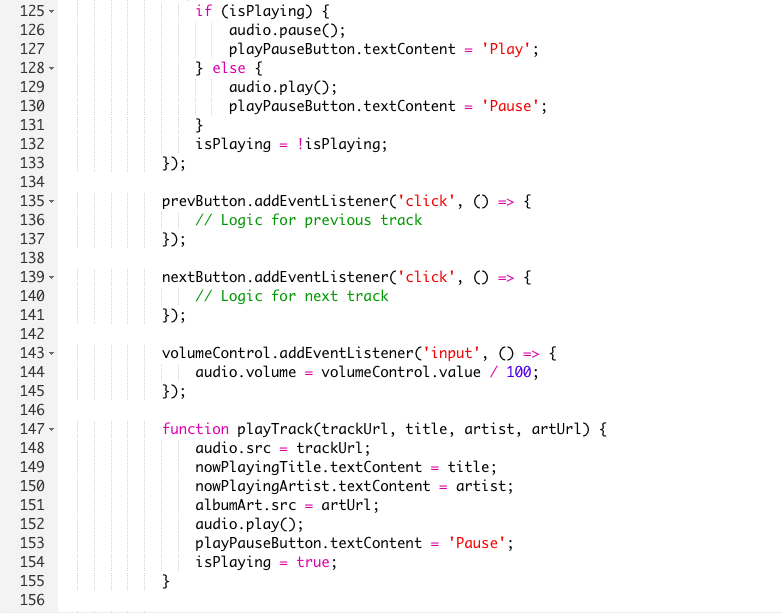 125 if (isPlaying) {
126 audio.pause();
127 playPauseButton.textContent = 'Play';
128 } else {
129 audio.play();
130 playPauseButton.textContent = 'Pause';
131 }
132 isPlaying = !isPlaying;
133 });
134
135 prevButton.addEventListener('click', () => {
136 // Logic for previous track
137 });
138
139 nextButton.addEventListener('click', () => {
140 // Logic for next track
141 });
142
143 volumeControl.addEventListener('input', () => {
144 audio.volume = volumeControl.value / 100;
145 });
146
147 function playTrack(trackUrl, title, artist, artUrl) {
148 audio.src = trackUrl;
149 nowPlayingTitle.textContent = title;
150 nowPlayingArtist.textContent = artist;
151 albumArt.src = artUrl;
152 audio.play();
153 playPauseButton.textContent = 'Pause';
154 isPlaying = true;
155 }
156